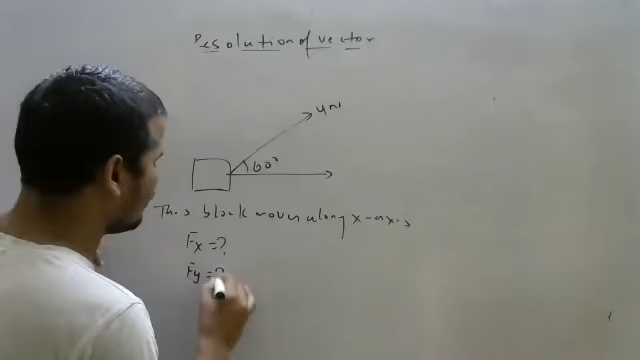 Resolution of vector
4N
60°
This block moves along x-axis
Fx=?
Fy=?